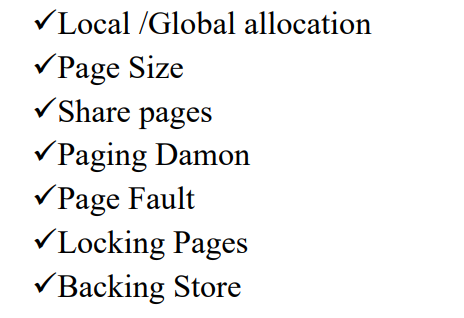 ✓Local /Global allocation
✓Page Size
✓Share pages
✓Paging Damon
✓Page Fault
✓Locking Pages
✓Backing Store